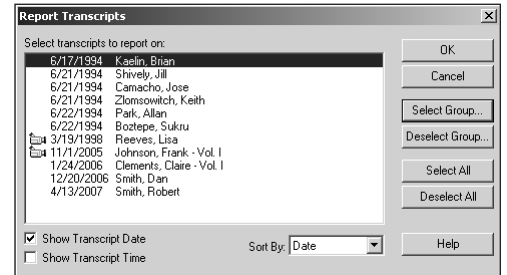 Report Transcripts
Select transcripts to report on:
6/17/1994 Kaelin, Brian
6/21/1994 Shively, Jill
6/21/1994 Camacho, Jose
6/21/1994 Zlomsowitch, Keith
6/22/1994 Park, Allan
6/22/1994 Boztepe, Sukru
3/19/1998 Reeves, Lisa
11/1/2005 Johnson, Frank - Vol. I
1/24/2006 Clements, Claire - Vol. I
12/20/2006 Smith, Dan
4/13/2007 Smith, Robert
OK
Cancel
Select Group...
Deselect Group...
Select All
Deselect All
Show Transcript Date
Show Transcript Time
Sort By: Date
Help